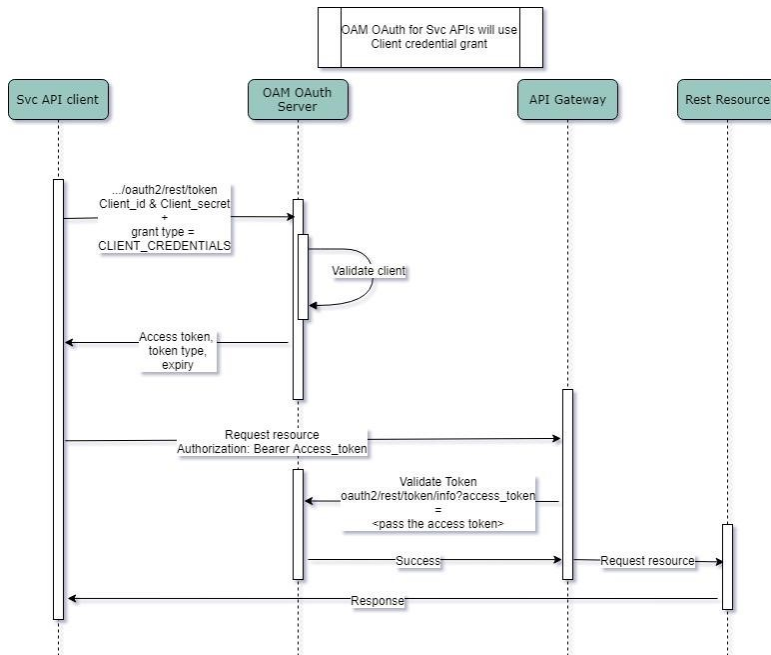 OAM OAuth for Svc APIs will use
Client credential grant
Svc API client
OAM OAuth
Server
API Gateway
Rest Resource
.../oauth2/rest/token
Client_id & Client_secret
+
grant type =
CLIENT_CREDENTIALS
Validate client
Access token,
token type,
expiry
Request resource
Authorization: Bearer Access_token
Validate Token
oauth2/rest/token/info?access_token
=
<pass the access token>
Success
Request resource
Response